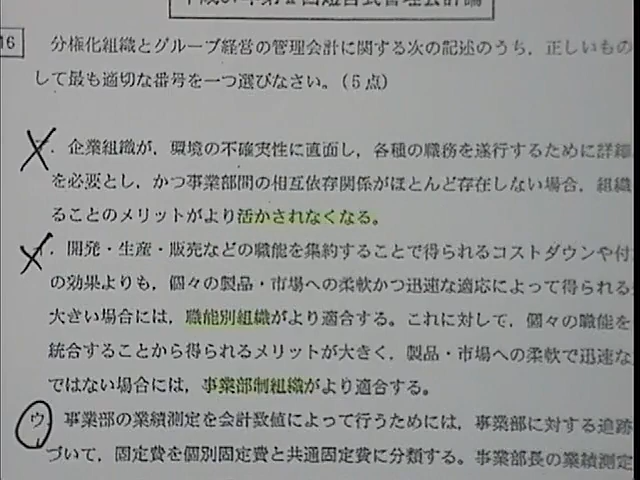 回短答式管理会計論
16 分権化組織とグループ経営の管理会計に関する次の記述のうち，正しいもの
して最も適切な番号を一つ選びなさい。（5点）
．企業組織が，環境の不確実性に直面し，各種の職務を遂行するために詳細
を必要とし，かつ事業部間の相互依存関係がほとんど存在しない場合，組織
ることのメリットがより活かされなくなる。
．開発・生産・販売などの職能を集約することで得られるコストダウンや付
の効果よりも，個々の製品・市場への柔軟かつ迅速な適応によって得られる
大きい場合には，職能別組織がより適合する。これに対して，個々の職能を
統合することから得られるメリットが大きく，製品・市場への柔軟で迅速な
ではない場合には，事業部制組織がより適合する。
ウ．事業部の業績測定を会計数値によって行うためには，事業部に対する追跡
づいて，固定費を個別固定費と共通固定費に分類する。事業部長の業績測定